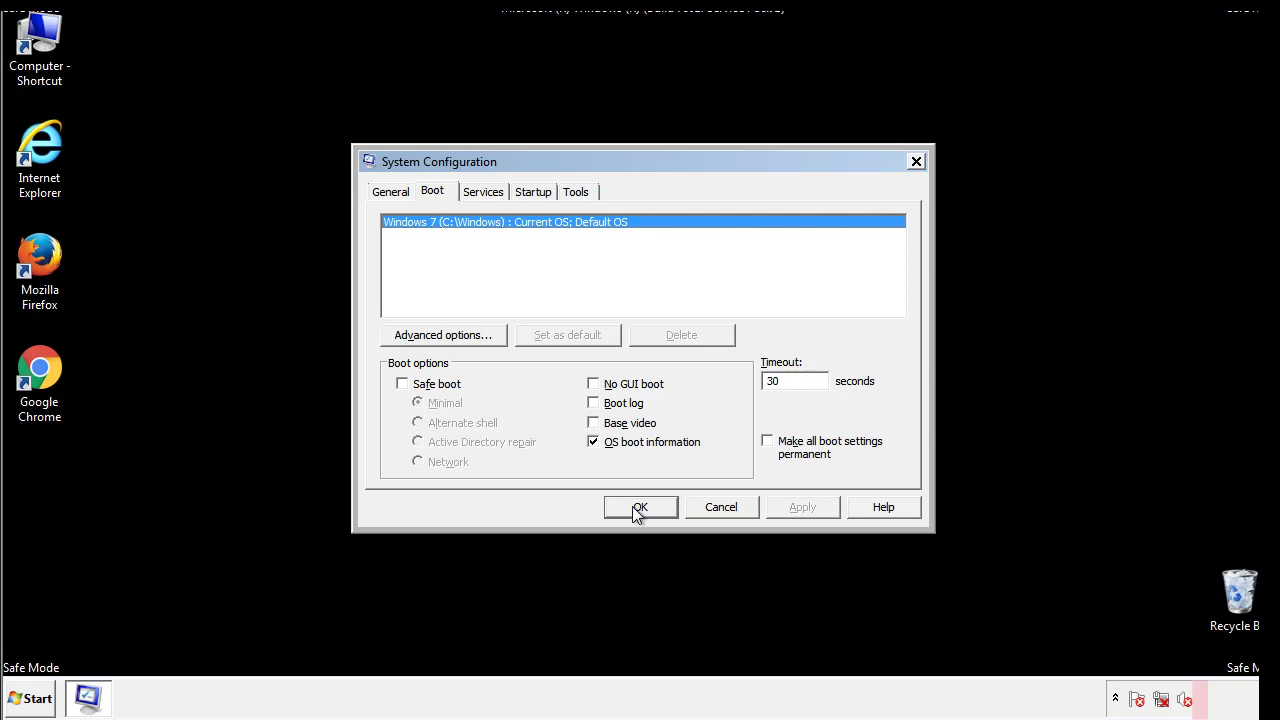 Computer -
Shortcut
Internet
Explorer
Mozilla
Firefox
Google
Chrome
System Configuration
General
Boot
Services
Startup
Tools
Windows 7 (C:\Windows) : Current OS; Default OS
Advanced options...
Set as default
Delete
Boot options
Safe boot
Minimal
Alternate shell
Active Directory repair
Network
No GUI boot
Boot log
Base video
OS boot information
Timeout:
30
seconds
Make all boot settings
permanent
OK
Cancel
Apply
Help
Recycle B
Safe Mode
Safe M
Start